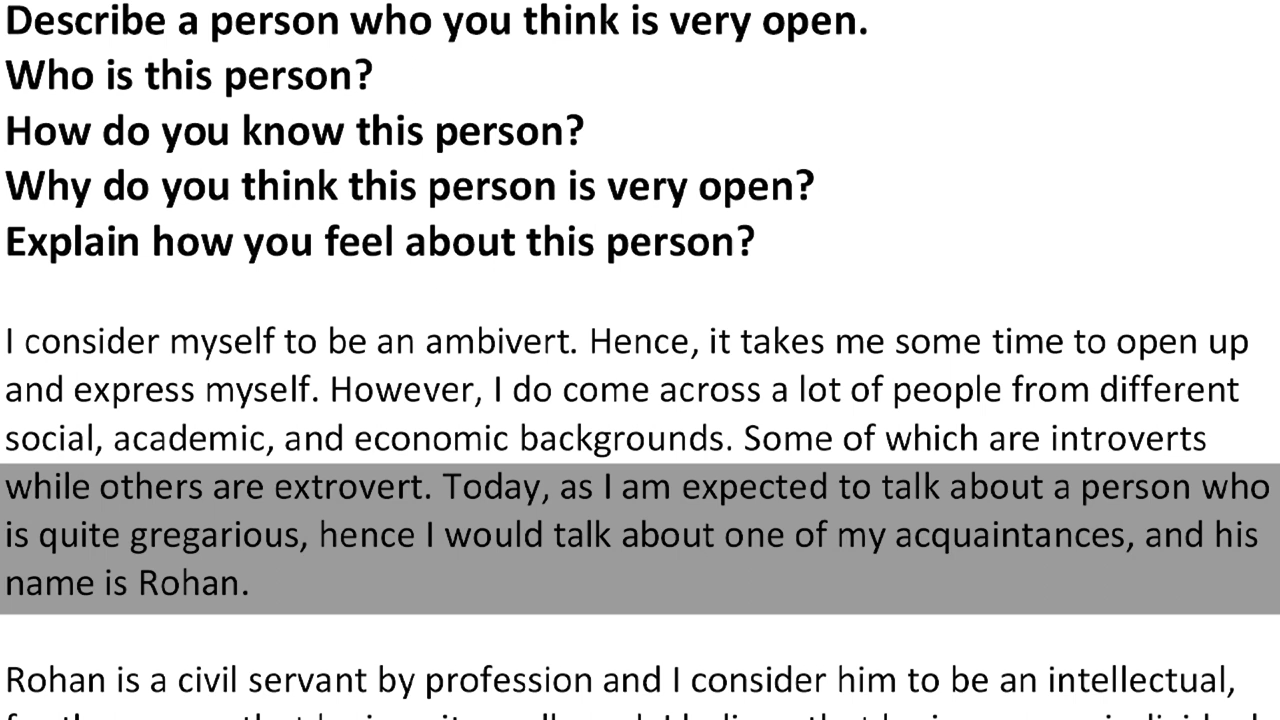 Describe a person who you think is very open.
Who is this person?
How do you know this person?
Why do you think this person is very open?
Explain how you feel about this person?
I consider myself to be an ambivert. Hence, it takes me some time to open up
and express myself. However, I do come across a lot of people from different
social, academic, and economic backgrounds. Some of which are introverts
while others are extrovert. Today, as I am expected to talk about a person who
is quite gregarious, hence I would talk about one of my acquaintances, and his
name is Rohan.
Rohan is a civil servant by profession and I consider him to be an intellectual,